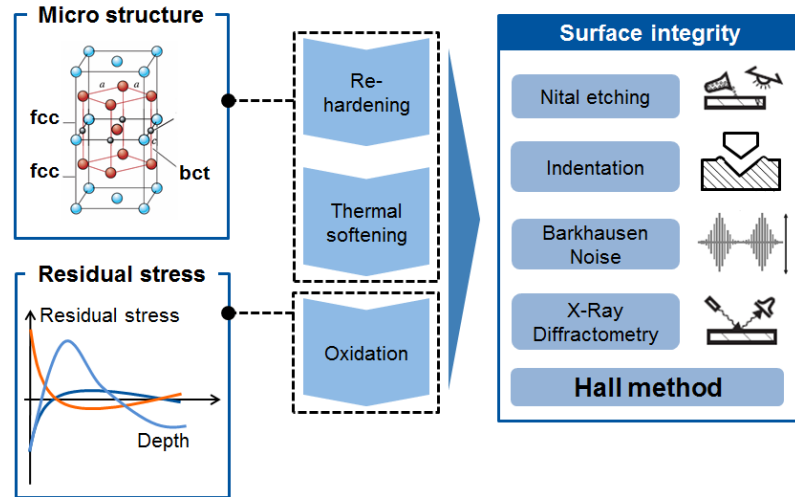 Micro structure
a
a
fcc
c
fcc
bct
Residual stress
Residual stress
Depth
Re-
hardening
Thermal
softening
Oxidation
Surface integrity
Nital etching
Indentation
Barkhausen
Noise
X-Ray
Diffractometry
Hall method